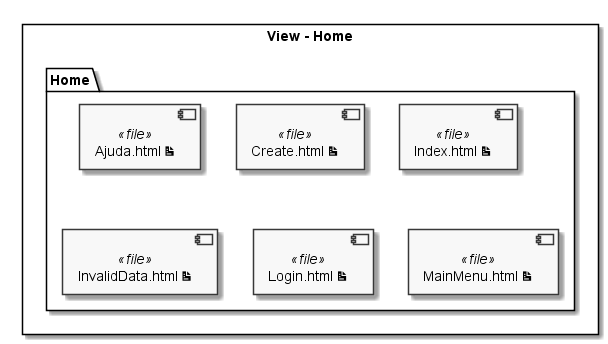 View - Home
Home
«file»
Ajuda.html
«file»
Create.html
«file»
Index.html
«file»
InvalidData.html
«file»
Login.html
«file»
MainMenu.html